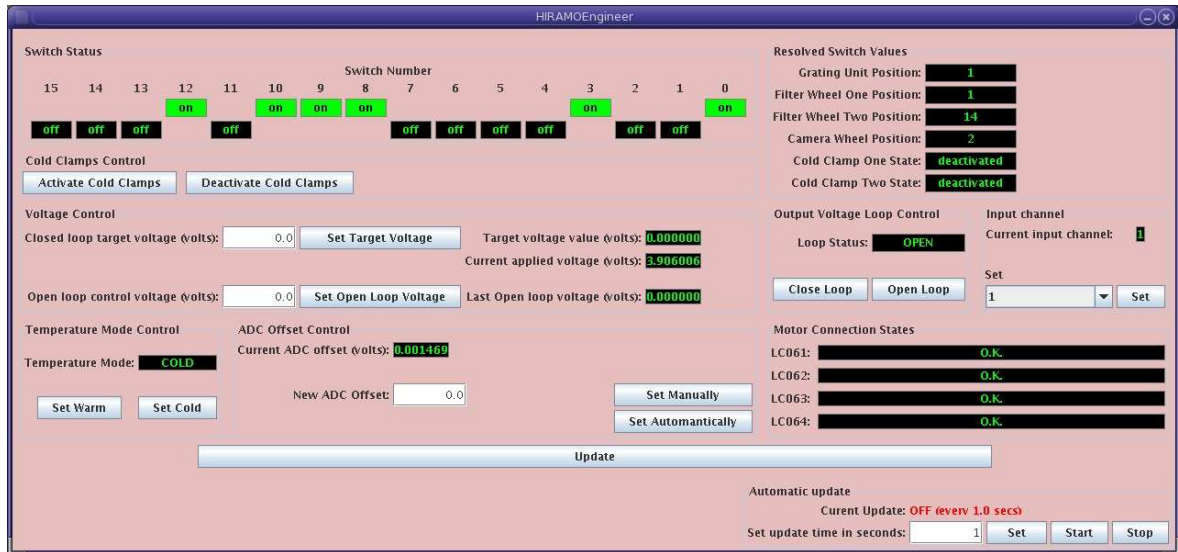 HIRAMOEngineer
Switch Status
Switch Number
15 14 13 12 11 10 9 8 7 6 5 4 3 2 1 0
on on on on on on
off off off off off off off off off off
Cold Clamps Control
Activate Cold Clamps Deactivate Cold Clamps
Resolved Switch Values
Grating Unit Position: 1
Filter Wheel One Position: 1
Filter Wheel Two Position: 14
Camera Wheel Position: 2
Cold Clamp One State: deactivated
Cold Clamp Two State: deactivated
Voltage Control
Closed loop target voltage (volts): 0.0 Set Target Voltage Target voltage value (volts): 0.000000
Current applied voltage (volts): 3.906006
Open loop control voltage (volts): 0.0 Set Open Loop Voltage Last Open loop voltage (volts): 0.000000
Output Voltage Loop Control
Loop Status: OPEN
Close Loop Open Loop
Input channel
Current input channel: 1
Set
1 Set
Temperature Mode Control
Temperature Mode: COLD
Set Warm Set Cold
ADC Offset Control
Current ADC offset (volts): 0.001469
New ADC Offset: 0.0 Set Manually
Set Automantically
Motor Connection States
LC061: O.K.
LC062: O.K.
LC063: O.K.
LC064: O.K.
Update
Automatic update
Curent Update: OFF (every 1.0 secs)
Set update time in seconds: 1 Set Start Stop